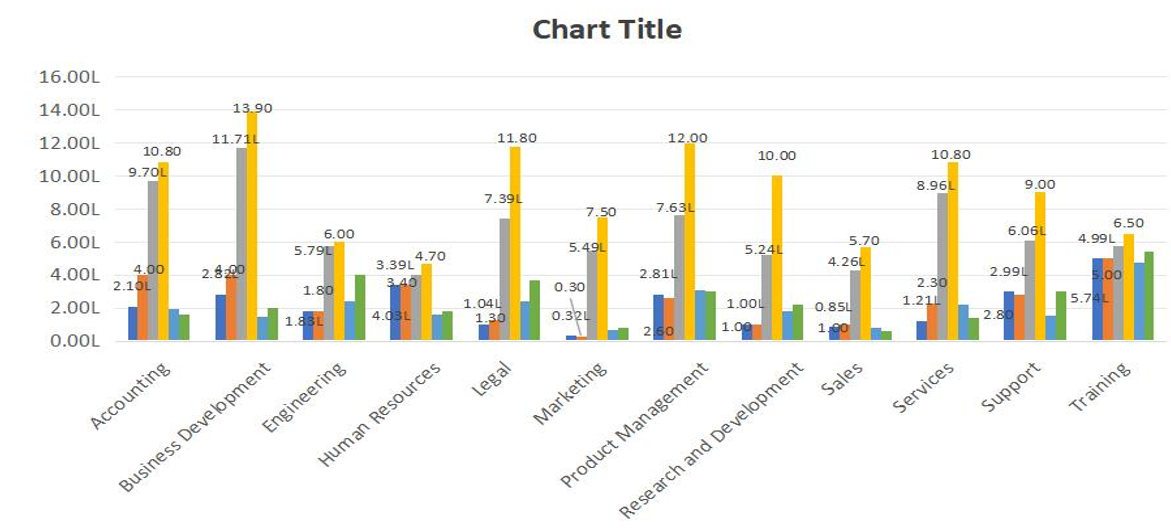 Chart Title
16.00L
14.00L
12.00L
10.00L
8.00L
6.00L
4.00L
2.00L
0.00L
2.10L 4.00 9.70L 10.80
2.82L 4.00 11.71L 13.90
1.83L 1.80 5.79L 6.00
3.39L 3.40 4.03L 4.70
1.04L 1.30 7.39L 11.80
0.32L 0.30 5.49L 7.50
2.81L 2.60 7.63L 12.00
1.00L 1.00 5.24L 10.00
0.85L 1.00 4.26L 5.70
1.21L 2.30 8.96L 10.80
2.99L 2.80 6.06L 9.00
4.99L 5.00 5.74L 6.50
Accounting
Business Development
Engineering
Human Resources
Legal
Marketing
Product Management
Research and Development
Sales
Services
Support
Training